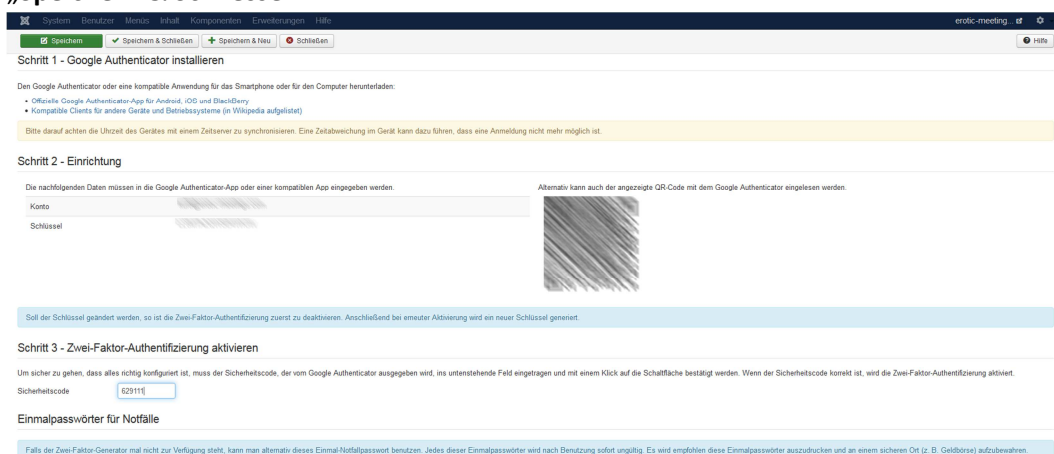 System Benutzer Menüs Inhalt Komponenten Erweiterungen Hilfe erotic-meeting...
Speichern Speichern & Schließen Speichern & Neu Schließen Hilfe
Schritt 1 - Google Authenticator installieren
Den Google Authenticator oder eine kompatible Anwendung für das Smartphone oder für den Computer herunterladen:
• Offizielle Google Authenticator-App für Android, iOS und BlackBerry
• Kompatible Clients für andere Geräte und Betriebssysteme (in Wikipedia aufgelistet)
Bitte darauf achten die Uhrzeit des Gerätes mit einem Zeitserver zu synchronisieren. Eine Zeitabweichung im Gerät kann dazu führen, dass eine Anmeldung nicht mehr möglich ist.
Schritt 2 - Einrichtung
Die nachfolgenden Daten müssen in die Google Authenticator-App oder einer kompatiblen App eingegeben werden.
Konto
Schlüssel
Alternativ kann auch der angezeigte QR-Code mit dem Google Authenticator eingelesen werden.
Soll der Schlüssel geändert werden, so ist die Zwei-Faktor-Authentifizierung zuerst zu deaktivieren. Anschließend bei erneuter Aktivierung wird ein neuer Schlüssel generiert.
Schritt 3 - Zwei-Faktor-Authentifizierung aktivieren
Um sicher zu gehen, dass alles richtig konfiguriert ist, muss der Sicherheitscode, der vom Google Authenticator ausgegeben wird, ins untenstehende Feld eingetragen und mit einem Klick auf die Schaltfläche bestätigt werden. Wenn der Sicherheitscode korrekt ist, wird die Zwei-Faktor-Authentifizierung aktiviert.
Sicherheitscode 629111
Einmalpasswörter für Notfälle
Falls der Zwei-Faktor-Generator mal nicht zur Verfügung steht, kann man alternativ dieses Einmal-Notfallpasswort benutzen. Jedes dieser Einmalpasswörter wird nach Benutzung sofort ungültig. Es wird empfohlen diese Einmalpasswörter auszudrucken und an einem sicheren Ort (z. B. Geldbörse) aufzubewahren.